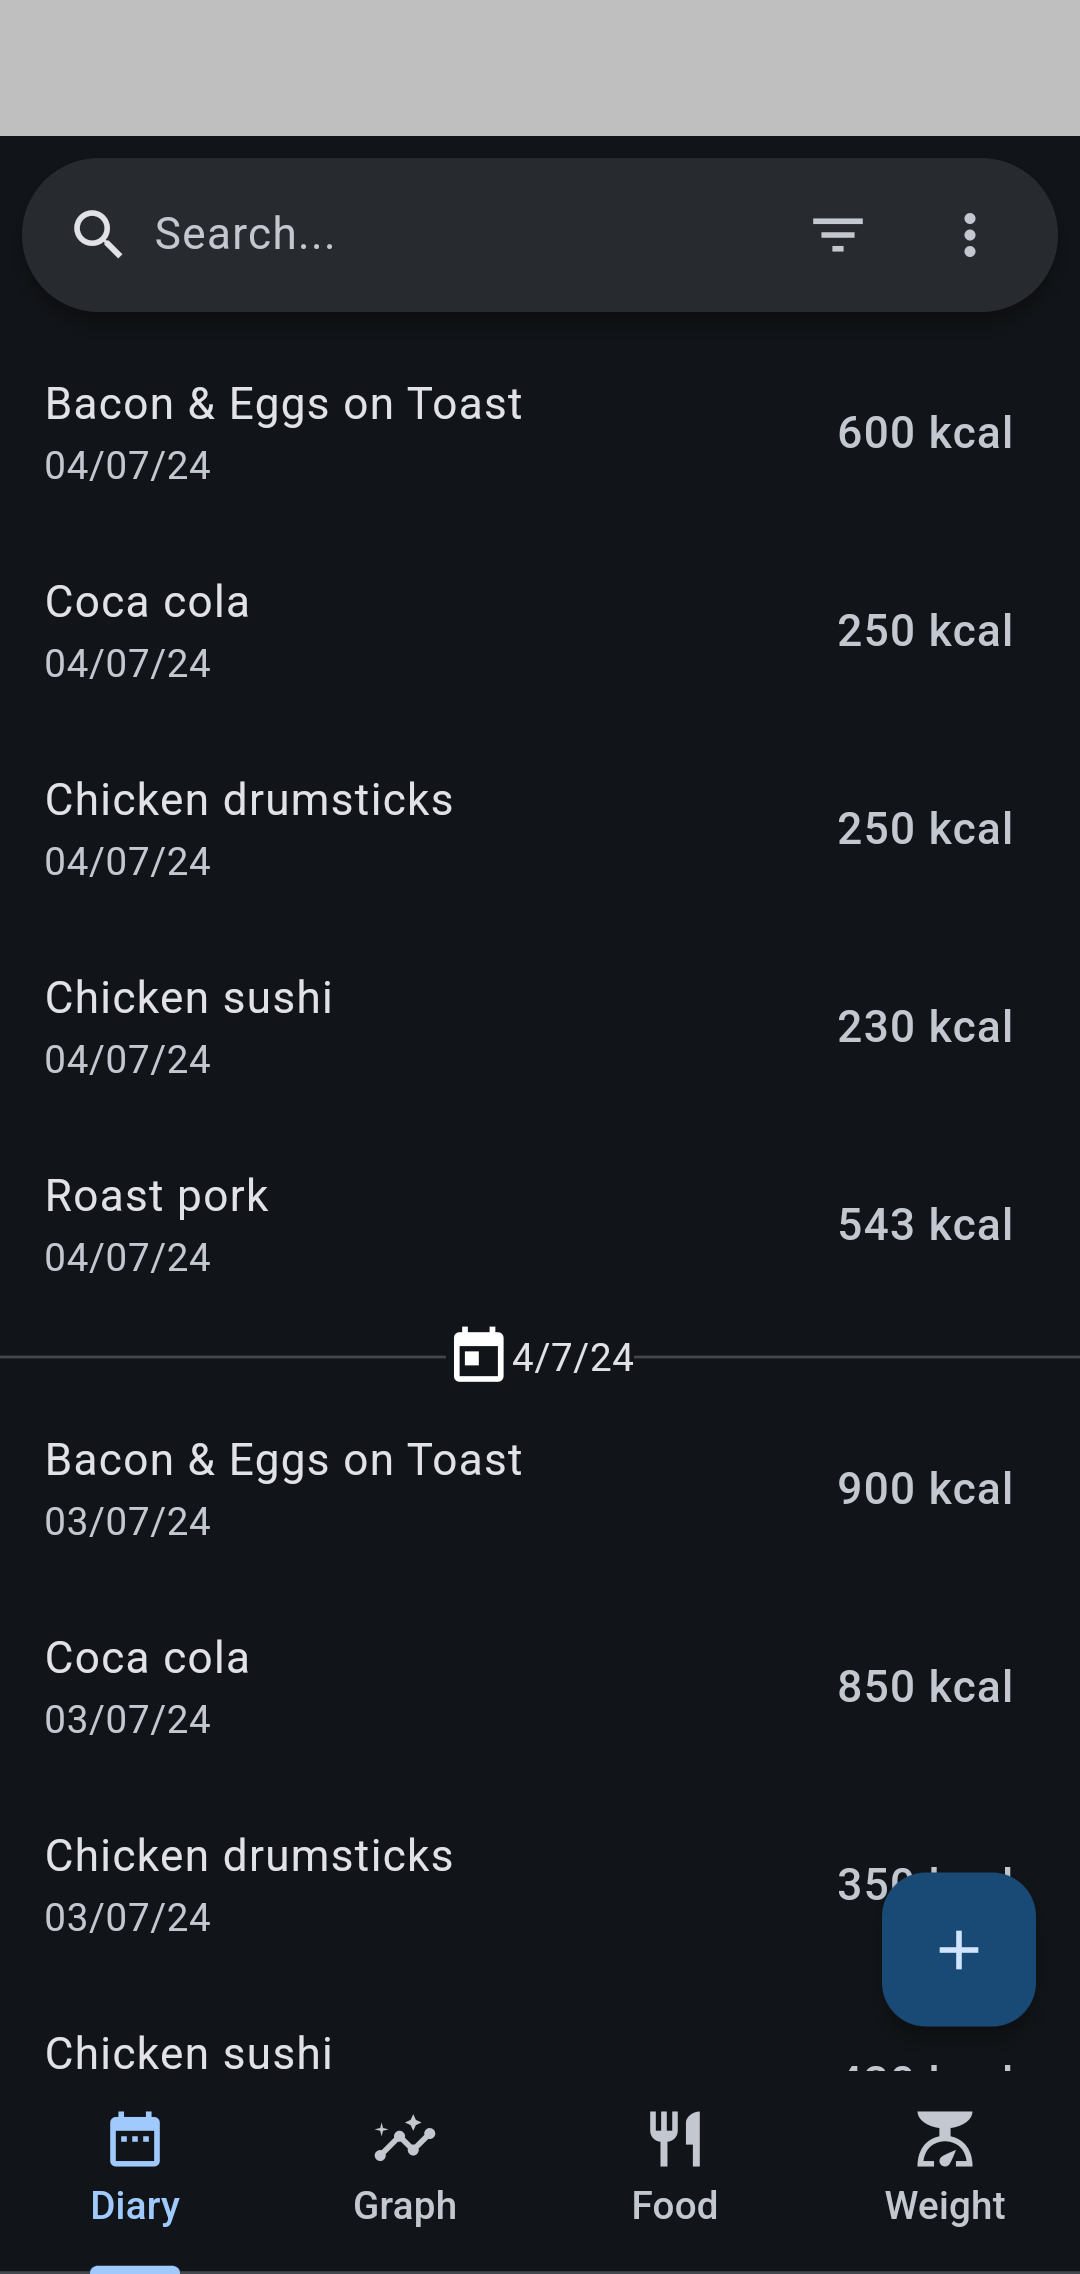 Search...
Bacon & Eggs on Toast
600 kcal
04/07/24
Coca cola
250 kcal
04/07/24
Chicken drumsticks
250 kcal
04/07/24
Chicken sushi
230 kcal
04/07/24
Roast pork
543 kcal
04/07/24
4/7/24
Bacon & Eggs on Toast
900 kcal
03/07/24
Coca cola
850 kcal
03/07/24
Chicken drumsticks
03/07/24
Chicken sushi
Diary
Graph
Food
Weight